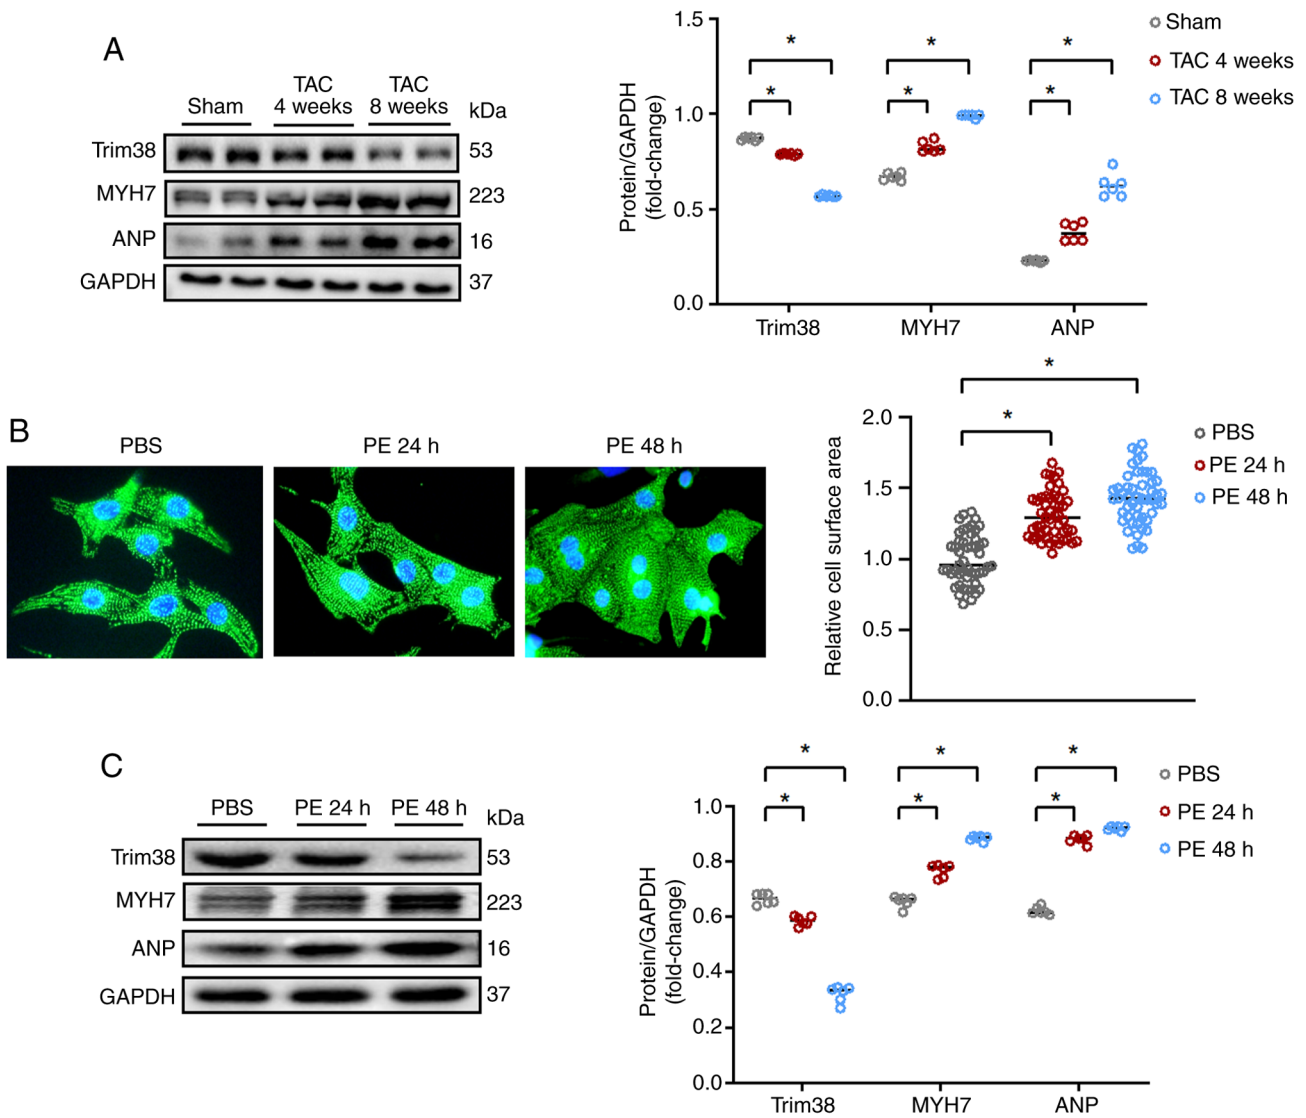 A
Sham
TAC
4 weeks
TAC
8 weeks
kDa
Trim38
53
MYH7
223
ANP
16
GAPDH
37
Protein/GAPDH
(fold-change)
1.5
1.0
0.5
0.0
*
*
*
*
*
*
Trim38
MYH7
ANP
Sham
TAC 4 weeks
TAC 8 weeks
B
PBS
PE 24 h
PE 48 h
Relative cell surface area
2.0
1.5
1.0
0.5
0.0
*
*
PBS
PE 24 h
PE 48 h
C
PBS
PE 24 h
PE 48 h
kDa
Trim38
53
MYH7
223
ANP
16
GAPDH
37
Protein/GAPDH
(fold-change)
1.0
0.8
0.6
0.4
0.2
0.0
*
*
*
*
*
*
Trim38
MYH7
ANP
PBS
PE 24 h
PE 48 h